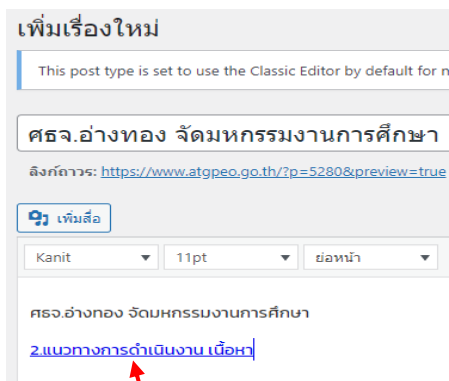 เพิ่มเรื่องใหม่
This post type is set to use the Classic Editor by default for
ศธจ.อ่างทอง จัดมหกรรมงานการศึกษา
ลิงก์ถาวร: https://www.atgpeo.go.th/?p=5280&preview=true
เพิ่มสื่อ
Kanit 11pt ย่อหน้า
ศธจ.อ่างทอง จัดมหกรรมงานการศึกษา
2.แนวทางการดำเนินงาน เนื้อหา